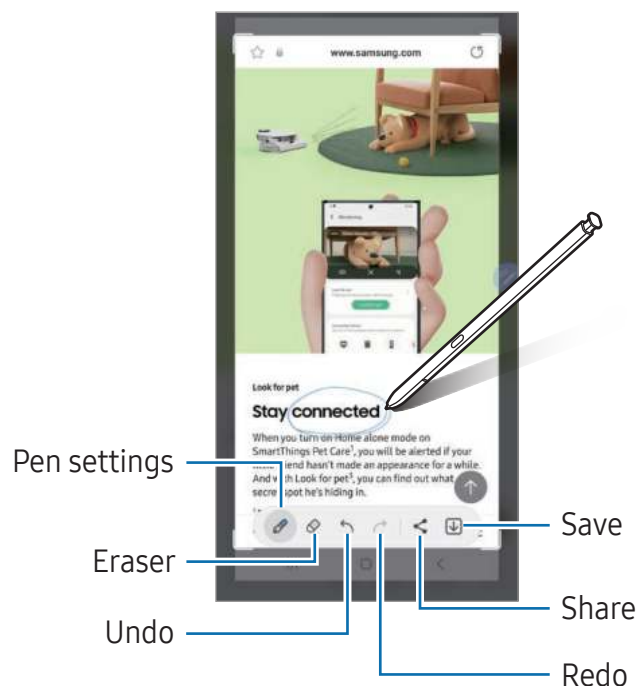 www.samsung.com
Look for pet
Stay connected
When you turn on Home alone mode on
SmartThings Pet Care¹, you will be alerted if your
friend hasn't made an appearance for a while.
And with Look for pet³, you can find out what
secret spot he's hiding in.
Pen settings
Eraser
Undo
Save
Share
Redo